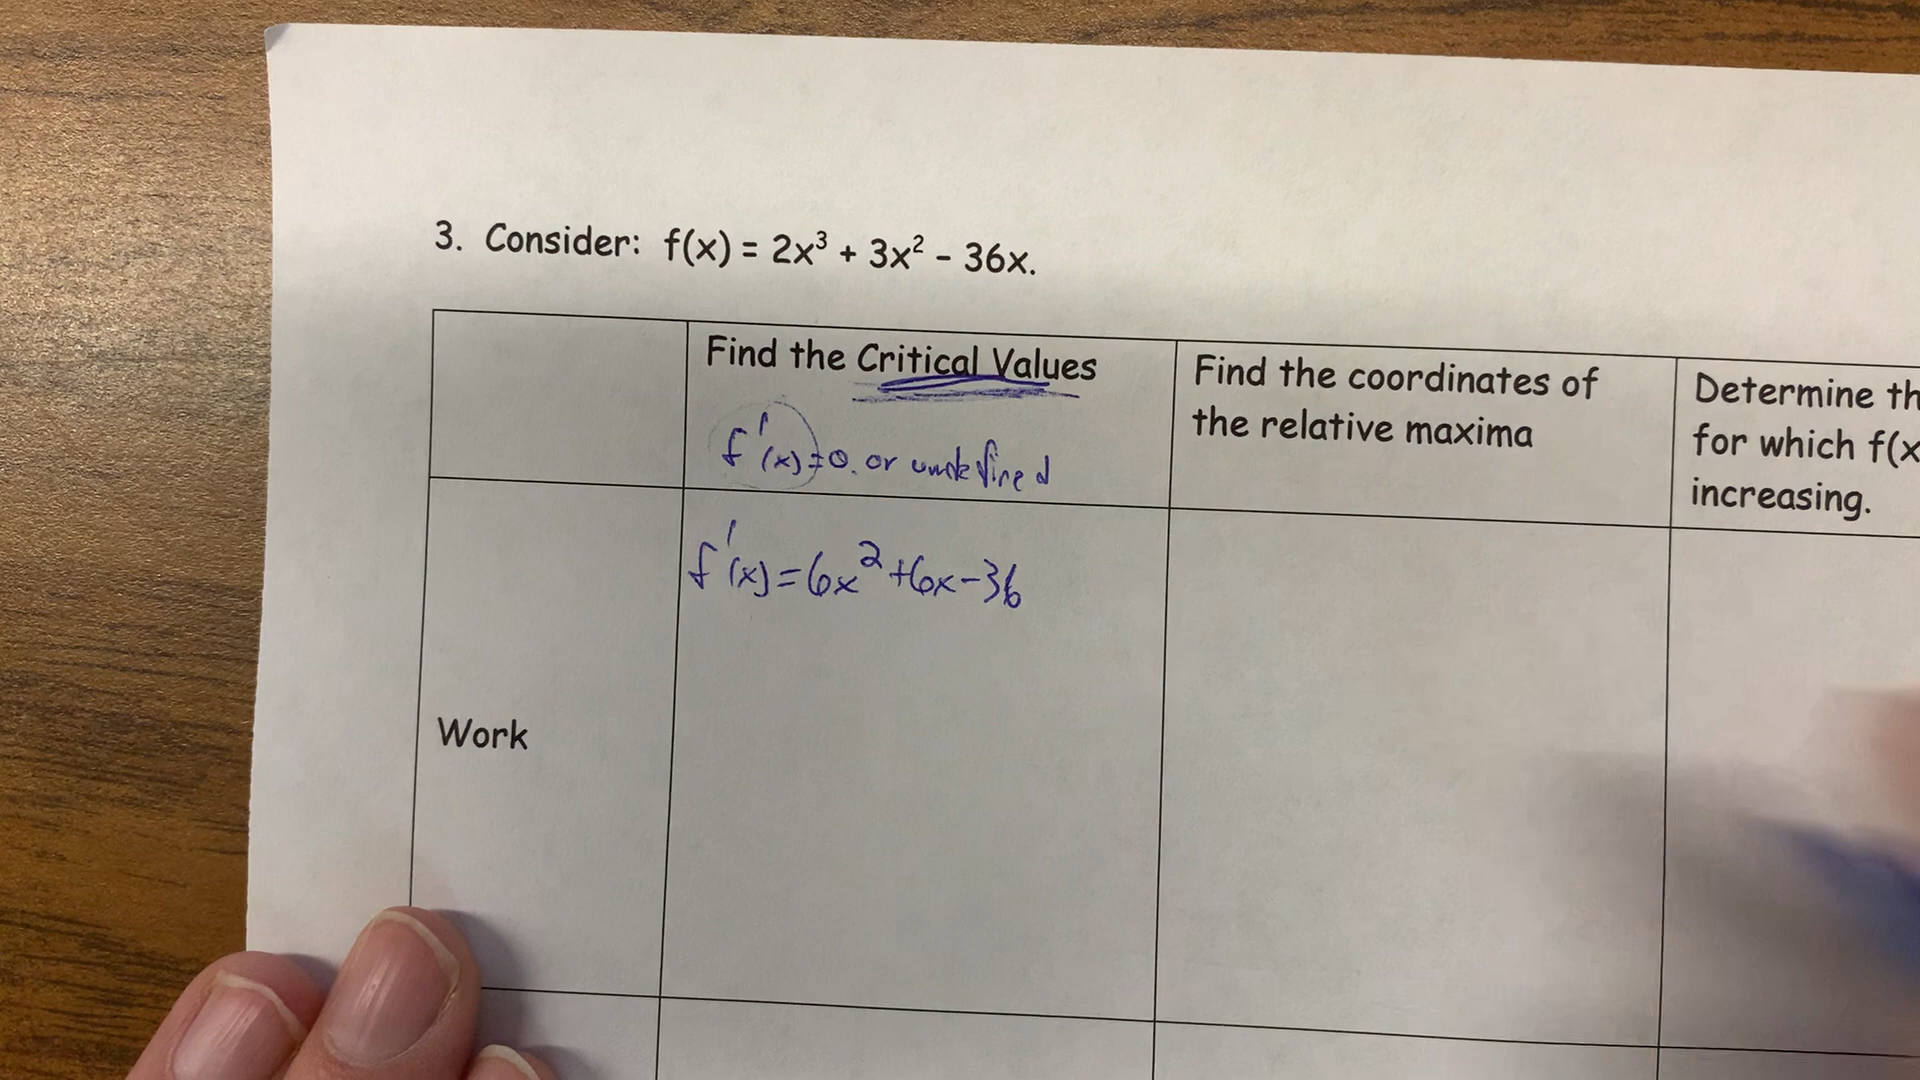 3. Consider: f(x) = 2x³ + 3x² - 36x.
Find the Critical Values
f'(x)=0. or undefined
Find the coordinates of
the relative maxima
Determine th
for which f(x
increasing.
Work
f'(x)=6x²+6x-36